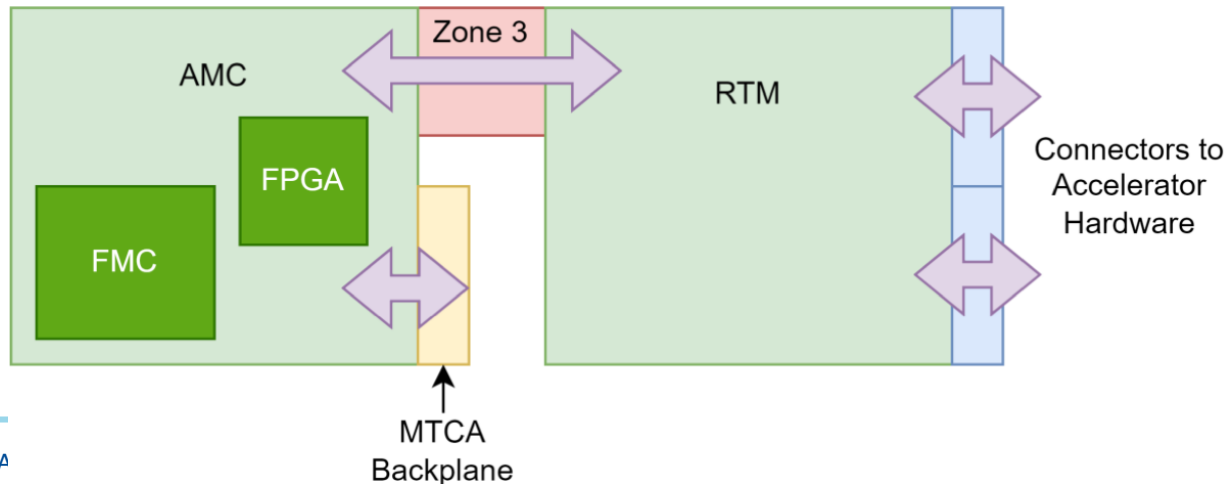 Zone 3
AMC
RTM
FPGA
FMC
Connectors to
Accelerator
Hardware
MTCA
Backplane
A